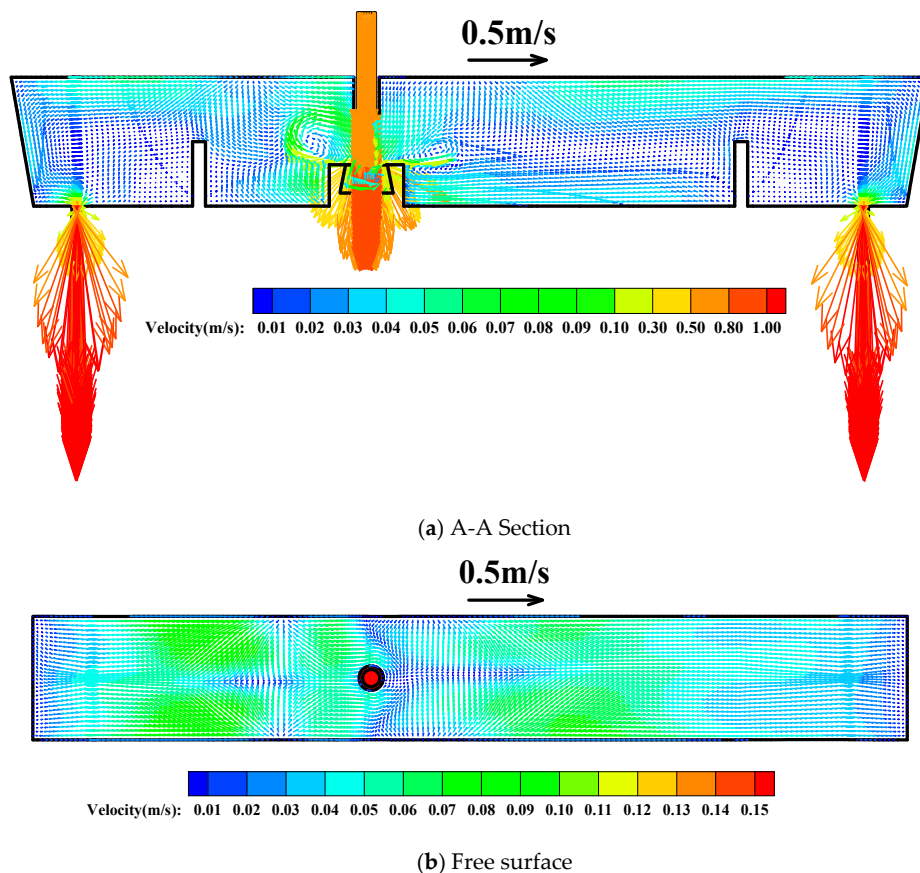 0.5m/s
Velocity(m/s): 0.01 0.02 0.03 0.04 0.05 0.06 0.07 0.08 0.09 0.10 0.30 0.50 0.80 1.00
(a) A-A Section
0.5m/s
Velocity(m/s): 0.01 0.02 0.03 0.04 0.05 0.06 0.07 0.08 0.09 0.10 0.11 0.12 0.13 0.14 0.15
(b) Free surface